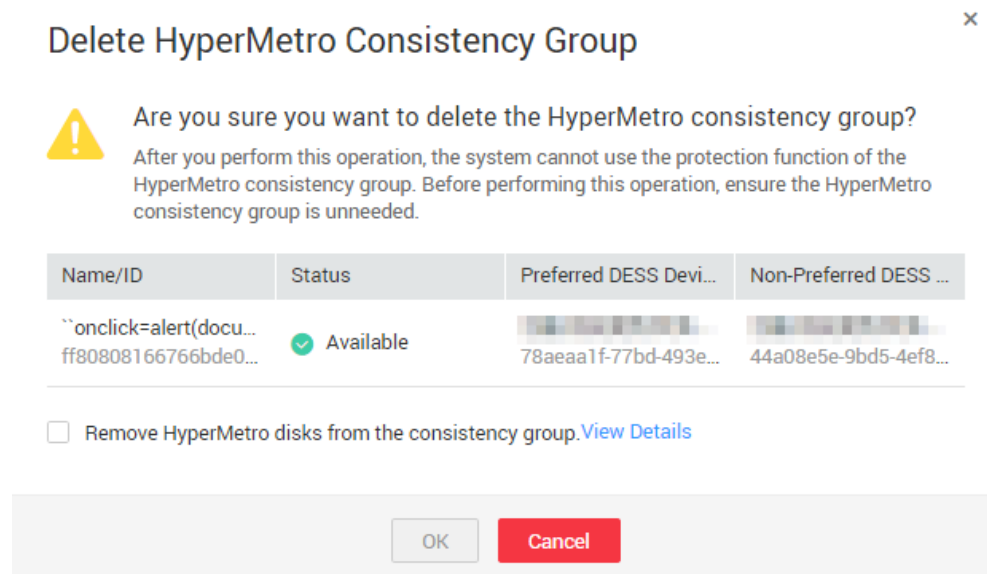 Delete HyperMetro Consistency Group
Are you sure you want to delete the HyperMetro consistency group?
After you perform this operation, the system cannot use the protection function of the
HyperMetro consistency group. Before performing this operation, ensure the HyperMetro
consistency group is unneeded.
Name/ID Status Preferred DESS Devi... Non-Preferred DESS ...
``onclick=alert(docu...
Available
ff80808166766bde0... 78aeaa1f-77bd-493e... 44a08e5e-9bd5-4ef8...
Remove HyperMetro disks from the consistency group.View Details
OK Cancel